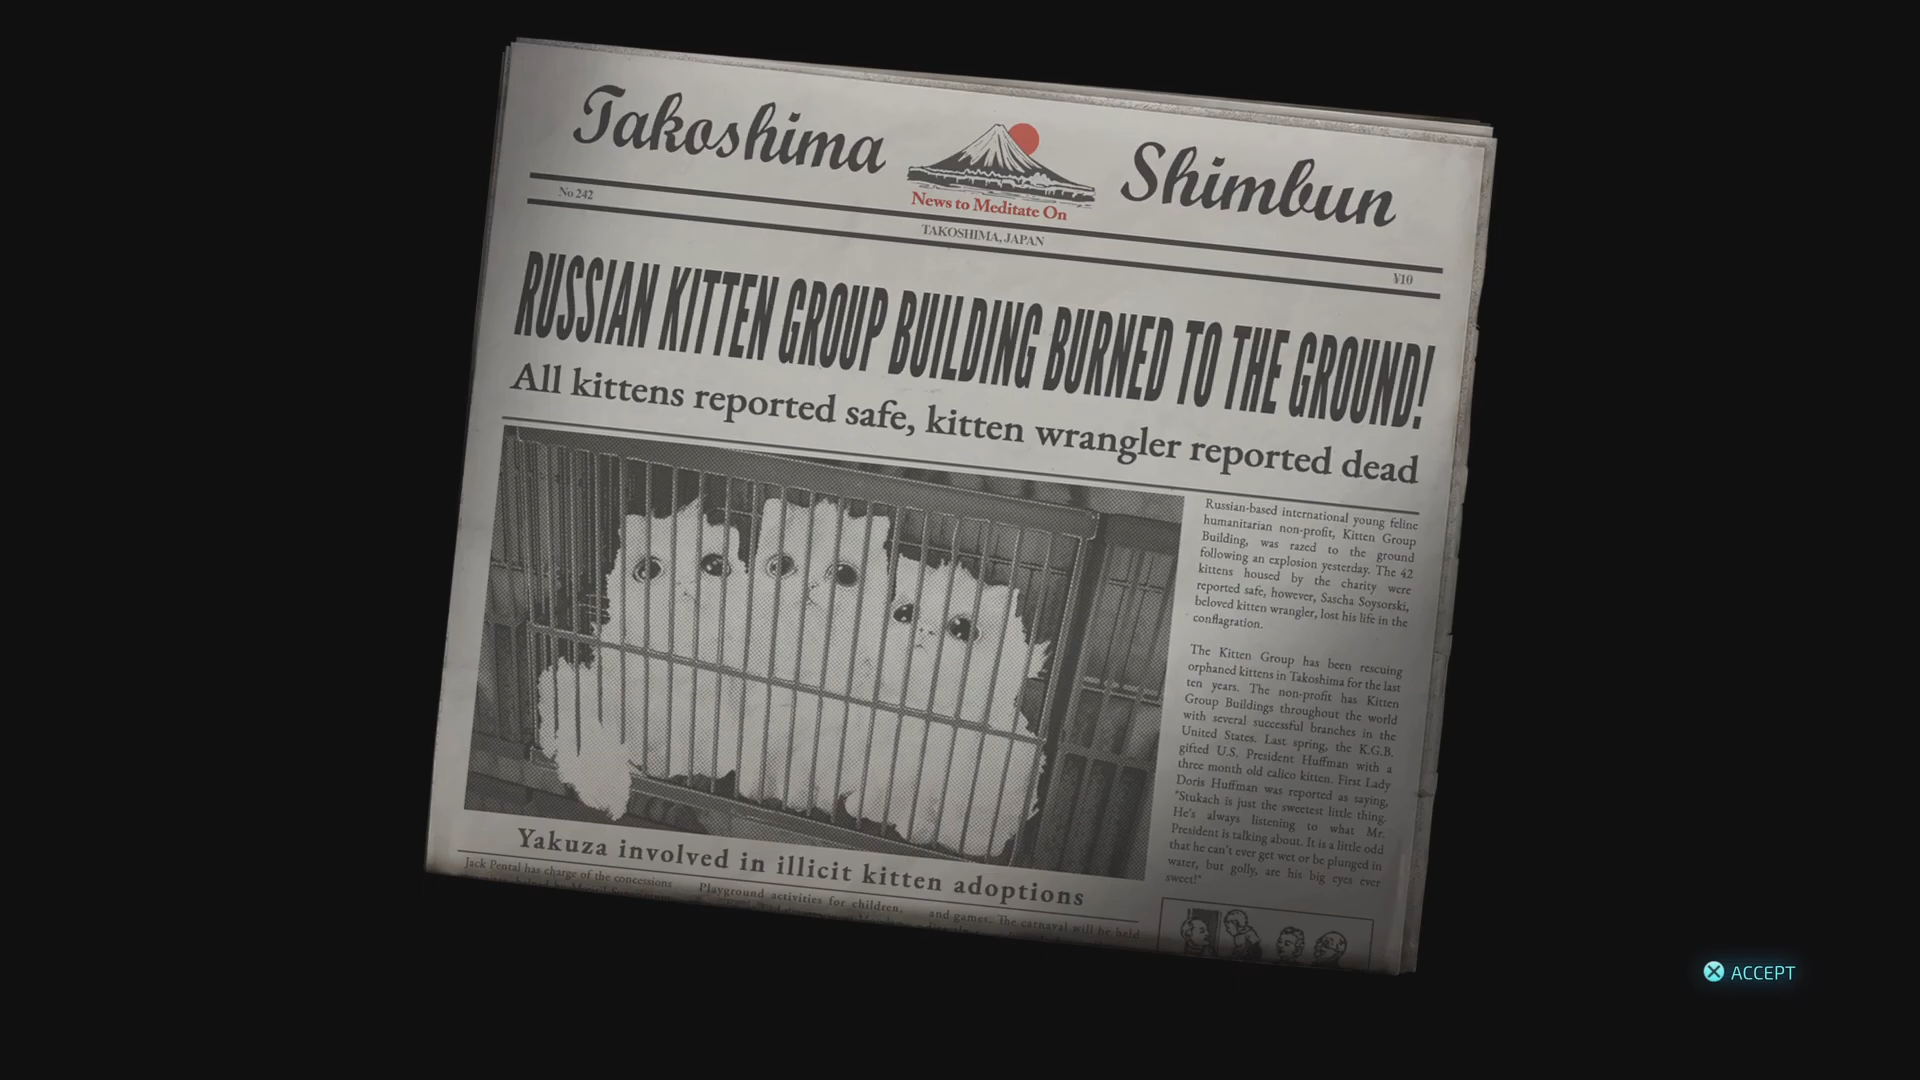 Takoshima Shimbun
News to Meditate On
No 242
TAKOSHIMA, JAPAN
¥10
RUSSIAN KITTEN GROUP BUILDING BURNED TO THE GROUND!
All kittens reported safe, kitten wrangler reported dead
Russian-based international young feline
humanitarian non-profit, Kitten Group
Building, was razed to the ground
following an explosion yesterday. The 42
kittens housed by the charity were
reported safe, however, Sascha Soysorski,
beloved kitten wrangler, lost his life in the
conflagration.
The Kitten Group has been rescuing
orphaned kittens in Takoshima for the last
ten years. The non-profit has Kitten
Group Buildings throughout the world
with several successful branches in the
United States. Last spring, the K.G.B.
gifted U.S. President Huffman with a
three month old calico kitten. First Lady
Doris Huffman was reported as saying,
"Stukach is just the sweetest little thing.
He's always listening to what Mr.
President is talking about. It is a little odd
that he can't ever get wet or be plunged in
water, but golly, are his big eyes ever
sweet!"
Yakuza involved in illicit kitten adoptions
Jack Pental has charge of the concessions
Playground activities for children,
and games. The carnaval will be held
ACCEPT